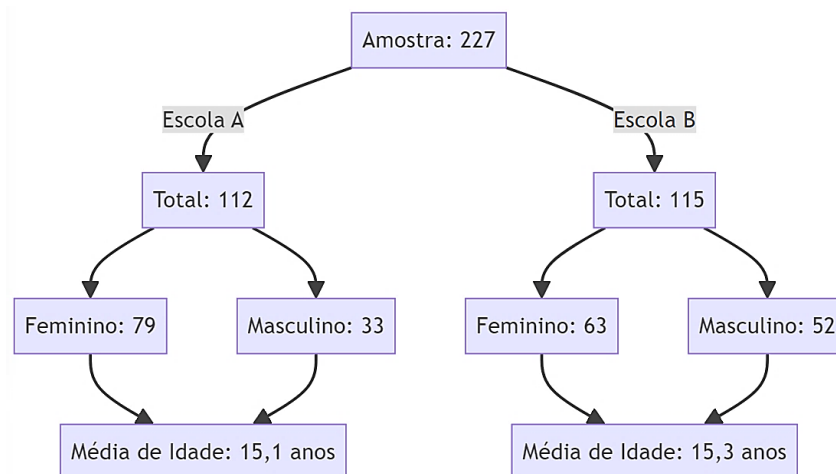 Amostra: 227
Escola A
Escola B
Total: 112
Total: 115
Feminino: 79
Masculino: 33
Feminino: 63
Masculino: 52
Média de Idade: 15,1 anos
Média de Idade: 15,3 anos